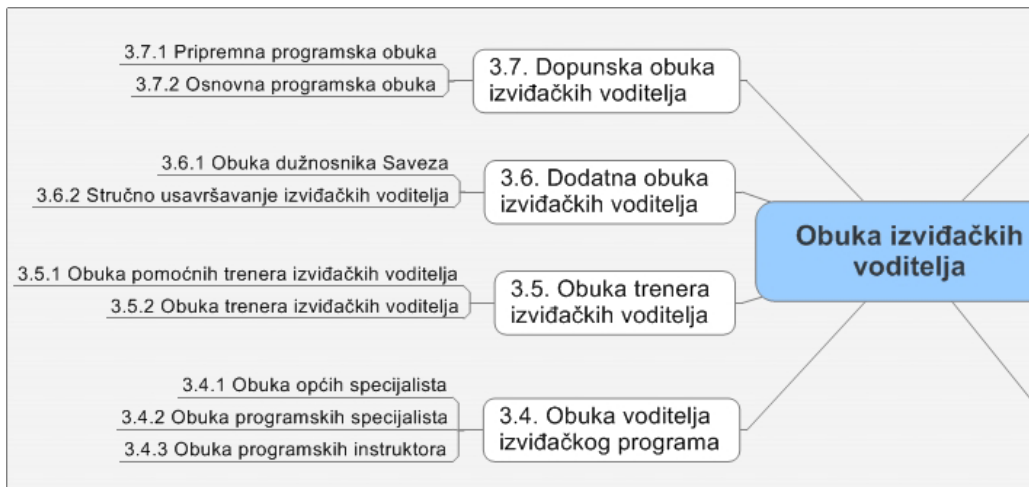 3.7.1 Pripremna programska obuka
3.7.2 Osnovna programska obuka
3.7. Dopunska obuka
izviđačkih voditelja
3.6.1 Obuka dužnosnika Saveza
3.6.2 Stručno usavršavanje izviđačkih voditelja
3.6. Dodatna obuka
izviđačkih voditelja
Obuka izviđačkih
voditelja
3.5.1 Obuka pomoćnih trenera izviđačkih voditelja
3.5.2 Obuka trenera izviđačkih voditelja
3.5. Obuka trenera
izviđačkih voditelja
3.4.1 Obuka općih specijalista
3.4.2 Obuka programskih specijalista
3.4.3 Obuka programskih instruktora
3.4. Obuka voditelja
izviđačkog programa